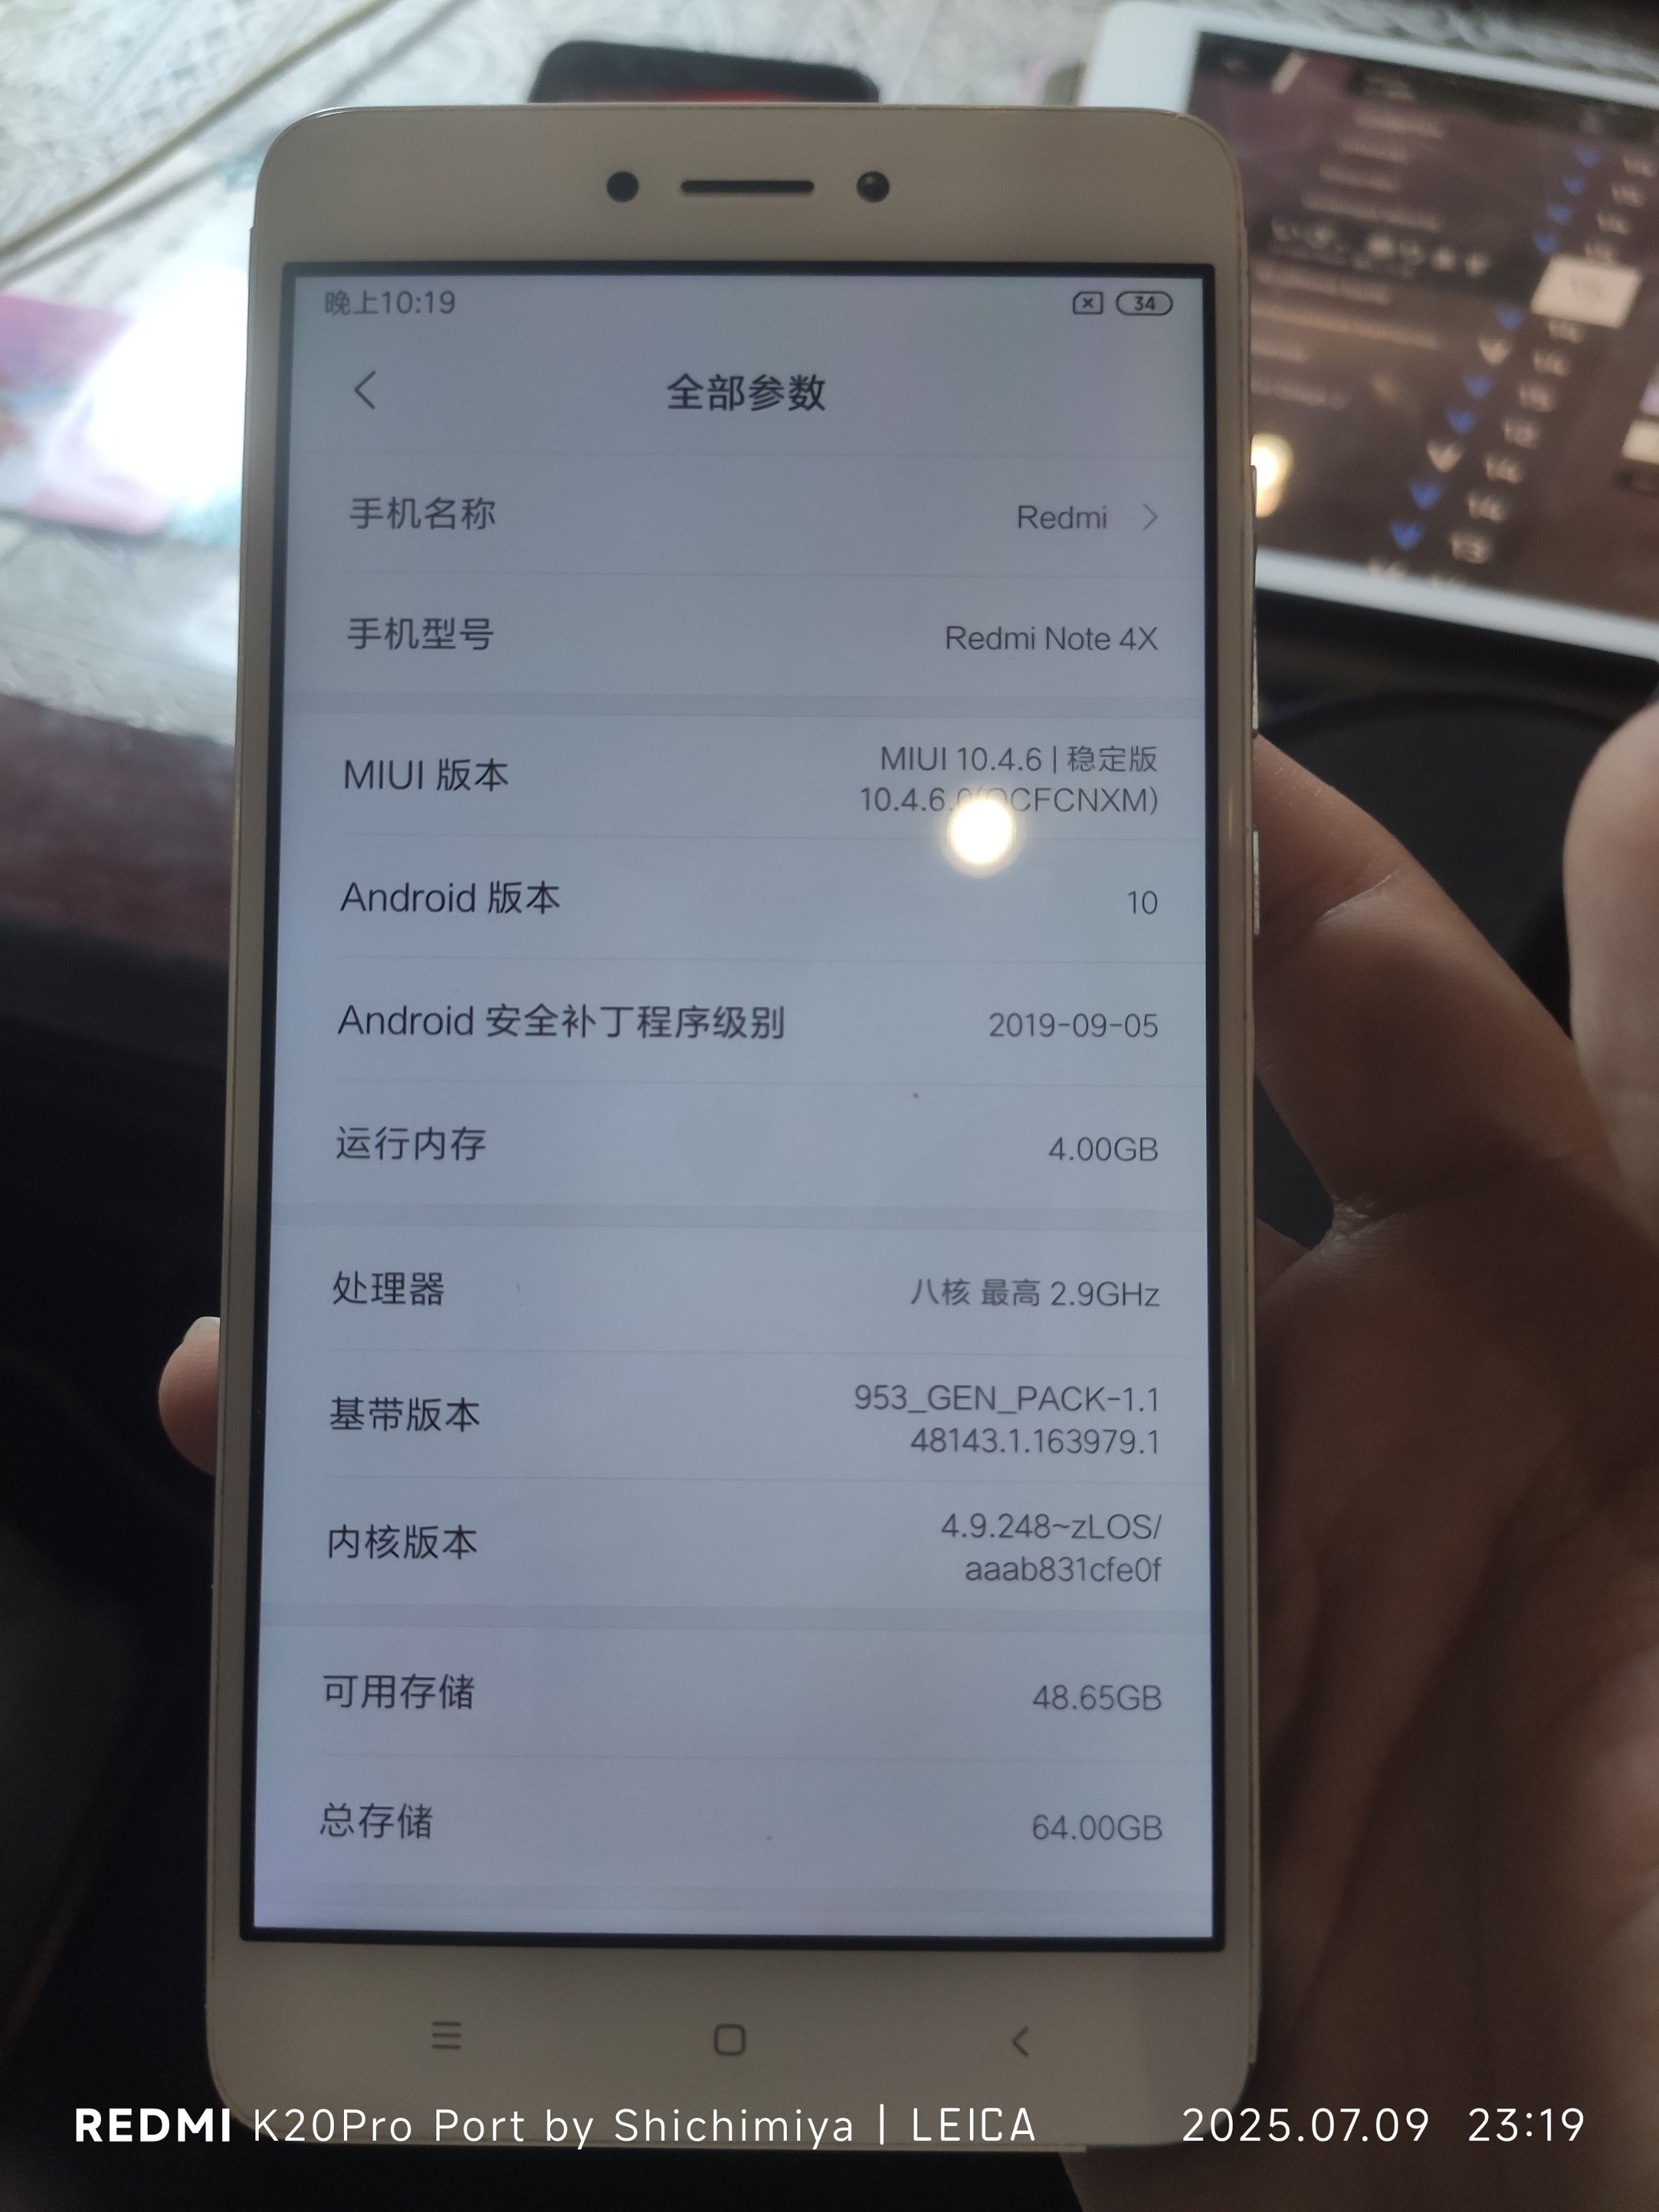 晚上10:19
34
全部参数
手机名称
Redmi
手机型号
Redmi Note 4X
MIUI 版本
MIUI 10.4.6 | 稳定版
Android 版本
10
Android 安全补丁程序级别
2019-09-05
运行内存
4.00GB
处理器
八核 最高 2.9GHz
基带版本
953_GEN_PACK-1.1
48143.1.163979.1
内核版本
4.9.248~zLOS/
aaab831cfe0f
可用存储
48.65GB
总存储
64.00GB
REDMI K20Pro Port by Shichimiya | LEICA
2025.07.09 23:19